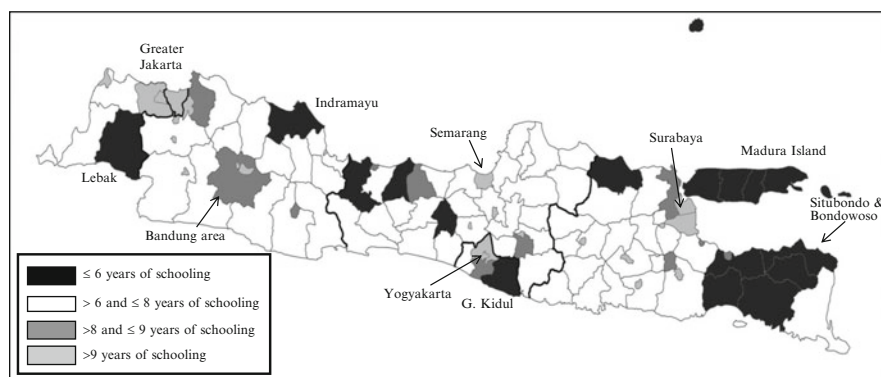 Greater
Jakarta
Indramayu
Semarang
Surabaya
Madura Island
Lebak
Situbondo &
Bondowoso
Bandung area
Yogyakarta
G. Kidul
≤ 6 years of schooling
> 6 and ≤ 8 years of schooling
>8 and ≤ 9 years of schooling
>9 years of schooling